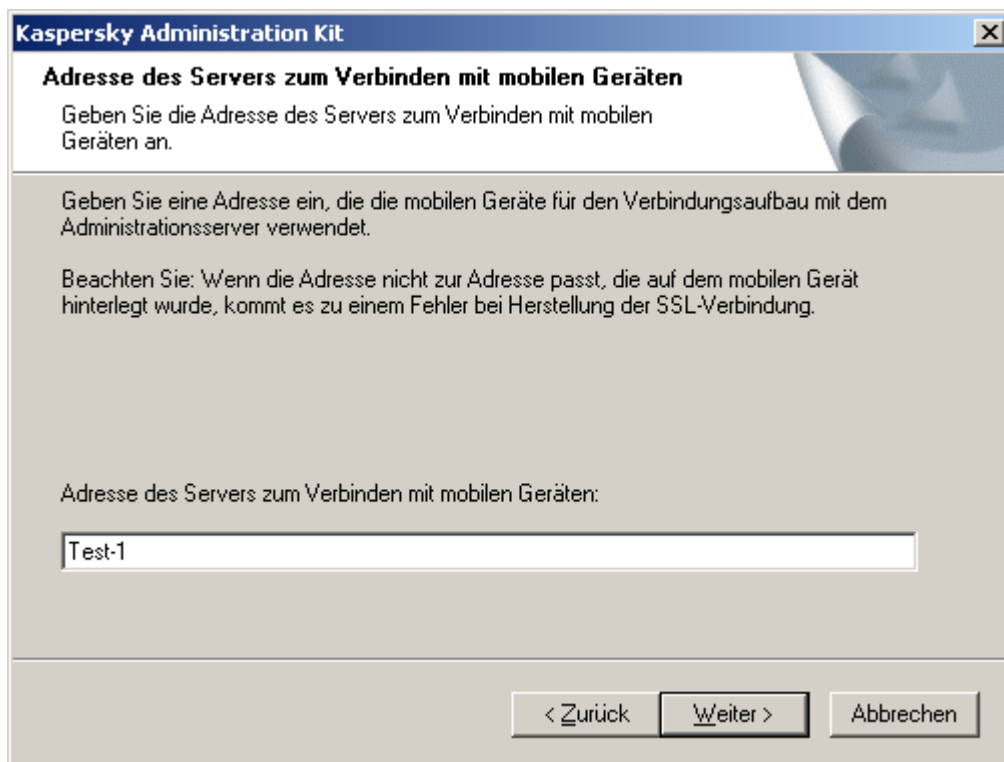 Kaspersky Administration Kit
Adresse des Servers zum Verbinden mit mobilen Geräten
Geben Sie die Adresse des Servers zum Verbinden mit mobilen
Geräten an.
Geben Sie eine Adresse ein, die die mobilen Geräte für den Verbindungsaufbau mit dem
Administrationsserver verwendet.
Beachten Sie: Wenn die Adresse nicht zur Adresse passt, die auf dem mobilen Gerät
hinterlegt wurde, kommt es zu einem Fehler bei Herstellung der SSL-Verbindung.
Adresse des Servers zum Verbinden mit mobilen Geräten:
Test-1
< Zurück Weiter > Abbrechen